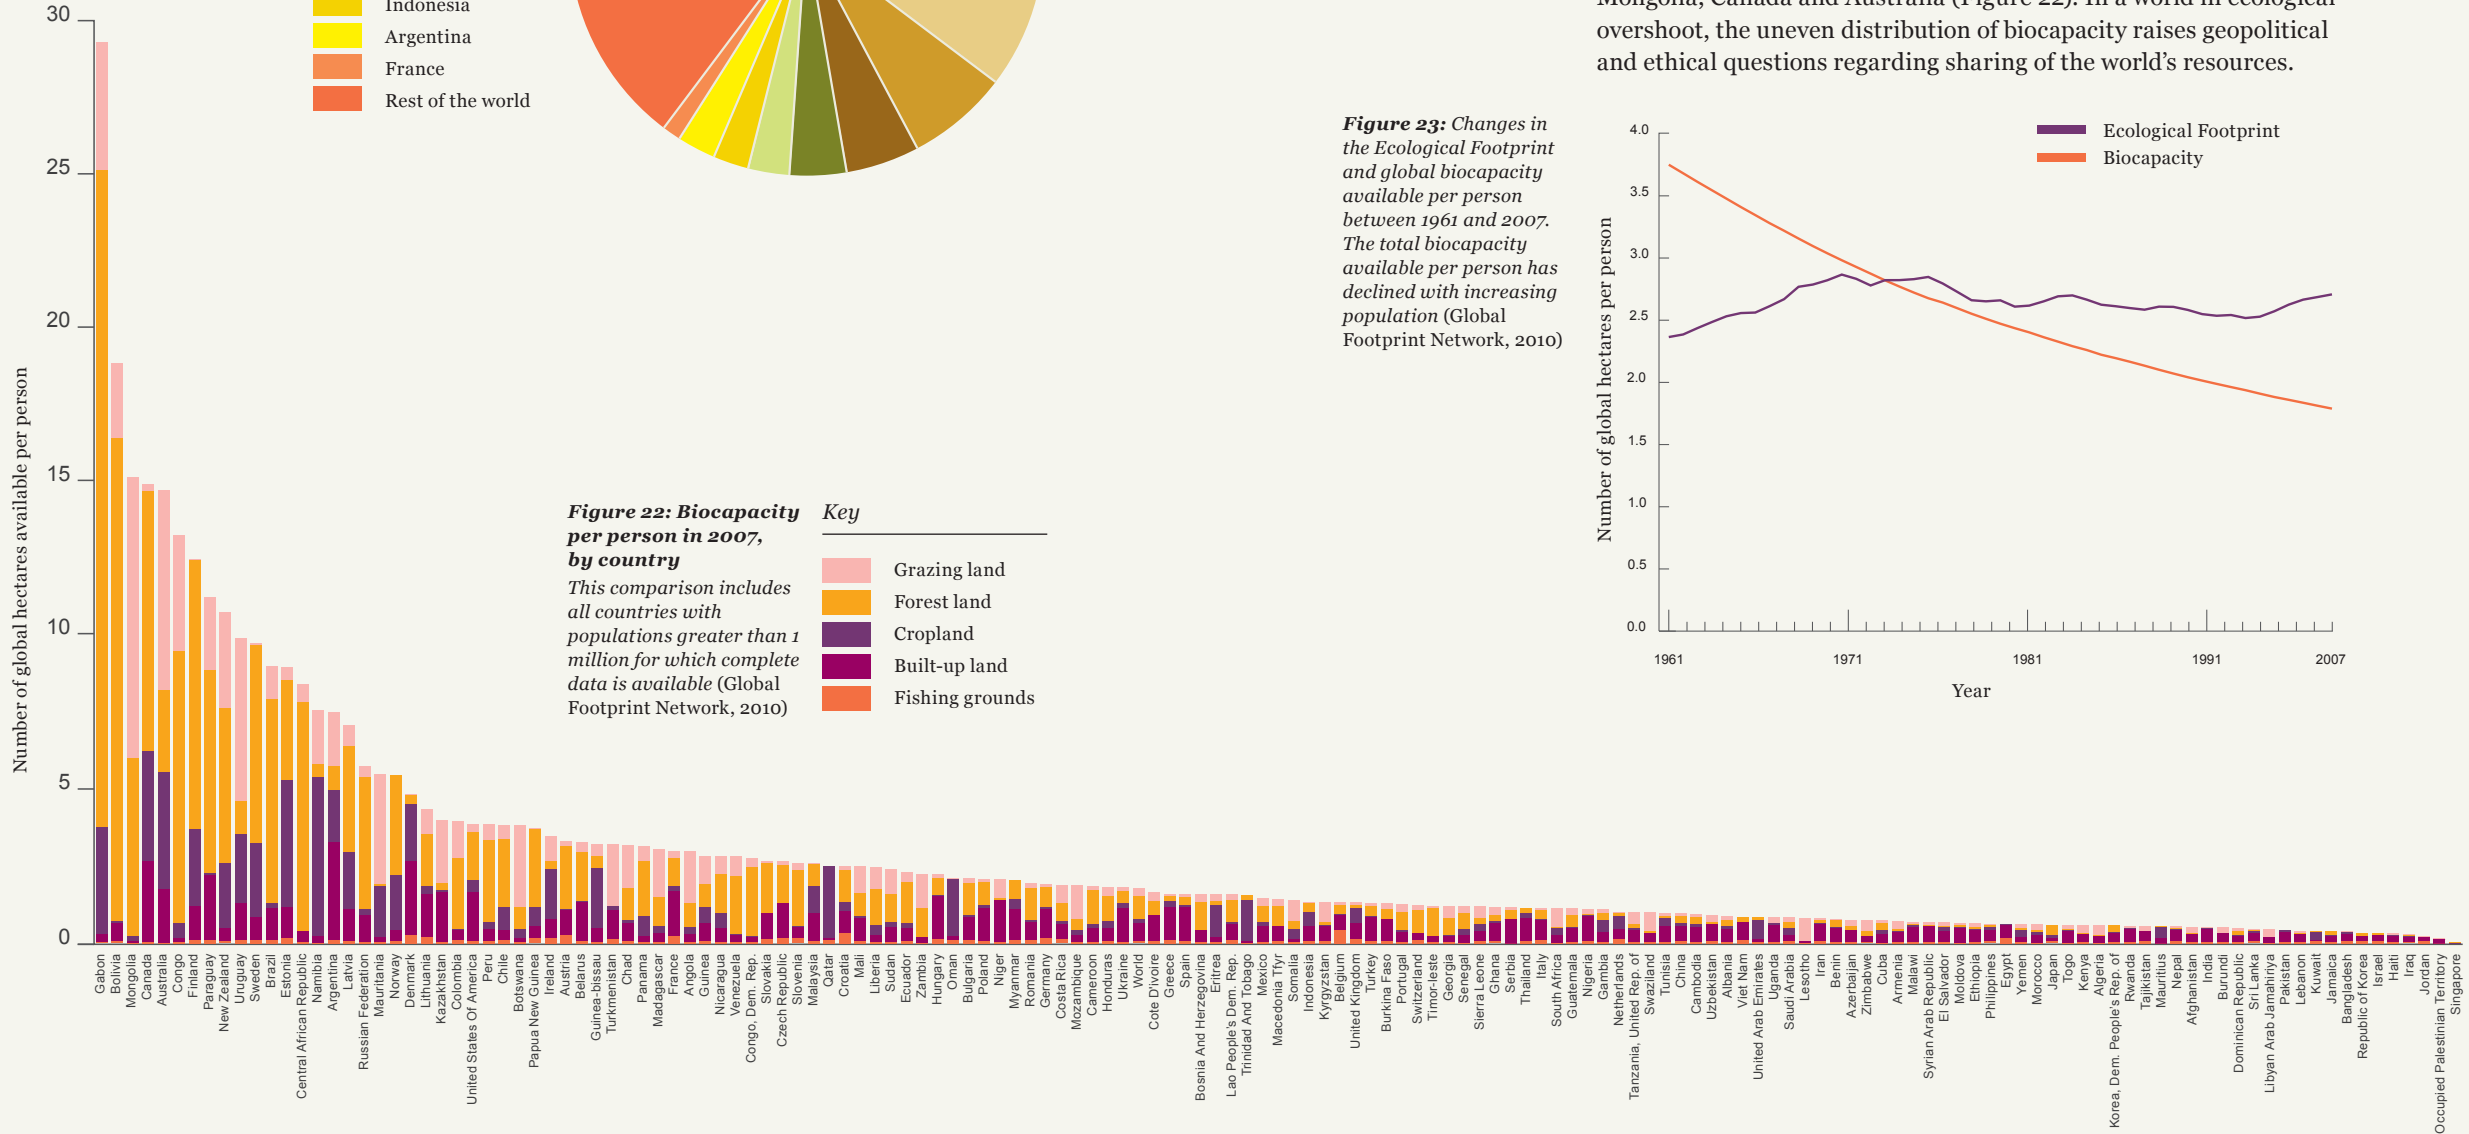 Indonesia
Argentina
France
Rest of the world
Mongolia, Canada and Australia (Figure 22). In a world in ecological
overshoot, the uneven distribution of biocapacity raises geopolitical
and ethical questions regarding sharing of the world's resources.
Figure 23: Changes in
the Ecological Footprint
and global biocapacity
available per person
between 1961 and 2007.
The total biocapacity
available per person has
declined with increasing
population (Global
Footprint Network, 2010)
Ecological Footprint
Biocapacity
Number of global hectares per person
4.0
3.5
3.0
2.5
2.0
1.5
1.0
0.5
0.0
1961
1971
1981
1991
2007
Year
Figure 22: Biocapacity
per person in 2007,
by country
This comparison includes
all countries with
populations greater than 1
million for which complete
data is available (Global
Footprint Network, 2010)
Key
Grazing land
Forest land
Cropland
Built-up land
Fishing grounds
Number of global hectares available per person
30
25
20
15
10
5
0
Gabon
Bolivia
Mongolia
Canada
Australia
Congo
Finland
Paraguay
New Zealand
Uruguay
Sweden
Brazil
Estonia
Central African Republic
Namibia
Argentina
Latvia
Russian Federation
Mauritania
Norway
Denmark
Lithuania
Kazakhstan
Colombia
United States Of America
Peru
Chile
Botswana
Papua New Guinea
Ireland
Austria
Belarus
Guinea-bissau
Turkmenistan
Chad
Panama
Madagascar
France
Angola
Guinea
Nicaragua
Venezuela
Congo, Dem. Rep.
Slovakia
Czech Republic
Slovenia
Malaysia
Qatar
Croatia
Mali
Liberia
Sudan
Ecuador
Zambia
Hungary
Oman
Bulgaria
Poland
Niger
Myanmar
Romania
Germany
Costa Rica
Mozambique
Cameroon
Honduras
Ukraine
World
Cote D'ivoire
Greece
Spain
Bosnia And Herzegovina
Eritrea
Lao People's Dem. Rep.
Trinidad And Tobago
Mexico
Macedonia Tfyr
Somalia
Indonesia
Kyrgyzstan
Belgium
United Kingdom
Turkey
Burkina Faso
Portugal
Switzerland
Timor-leste
Georgia
Senegal
Sierra Leone
Ghana
Serbia
Thailand
Italy
South Africa
Guatemala
Nigeria
Gambia
Netherlands
Tanzania, United Rep. of
Swaziland
Tunisia
China
Cambodia
Uzbekistan
Albania
Viet Nam
United Arab Emirates
Uganda
Saudi Arabia
Lesotho
Iran
Benin
Azerbaijan
Zimbabwe
Cuba
Armenia
Malawi
Syrian Arab Republic
El Salvador
Moldova
Ethiopia
Philippines
Egypt
Yemen
Morocco
Japan
Togo
Kenya
Algeria
Korea, Dem. People's Rep. of
Rwanda
Tajikistan
Mauritius
Nepal
Afghanistan
India
Burundi
Dominican Republic
Sri Lanka
Libyan Arab Jamahiriya
Pakistan
Lebanon
Kuwait
Jamaica
Bangladesh
Republic of Korea
Israel
Haiti
Iraq
Jordan
Occupied Palestinian Territory
Singapore